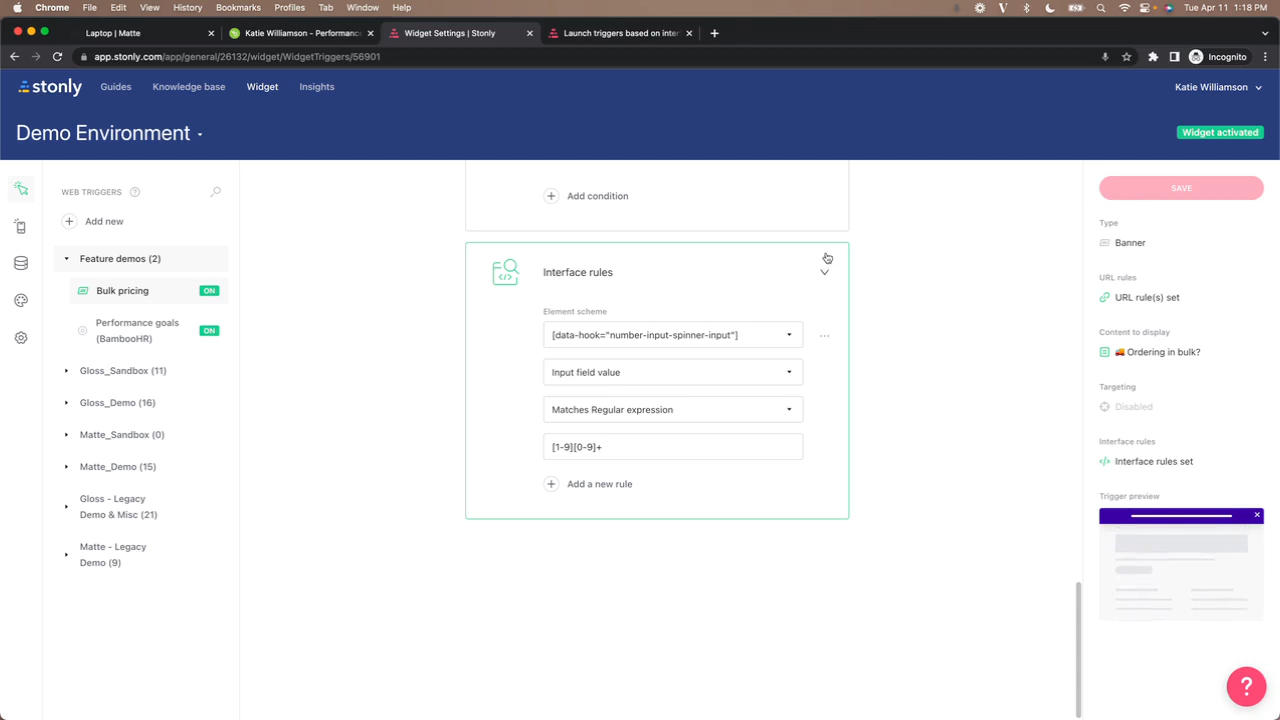 Chrome File Edit View History Bookmarks Profiles Tab Window Help
Tue Apr 11 1:18 PM
Laptop | Matte
Katie Williamson - Performance
Widget Settings | Stonly
Launch triggers based on inter
app.stonly.com/app/general/26132/widget/WidgetTriggers/56901
Incognito
stonly
Guides
Knowledge base
Widget
Insights
Katie Williamson
Demo Environment
Widget activated
WEB TRIGGERS
Add new
Feature demos (2)
Bulk pricing
ON
Performance goals
(BambooHR)
ON
Gloss_Sandbox (11)
Gloss_Demo (16)
Matte_Sandbox (0)
Matte_Demo (15)
Gloss - Legacy
Demo & Misc (21)
Matte - Legacy
Demo (9)
Add condition
Interface rules
Element scheme
[data-hook="number-input-spinner-input"]
Input field value
Matches Regular expression
[1-9][0-9]+
Add a new rule
SAVE
Type
Banner
URL rules
URL rule(s) set
Content to display
🚚 Ordering in bulk?
Targeting
Disabled
Interface rules
Interface rules set
Trigger preview
?